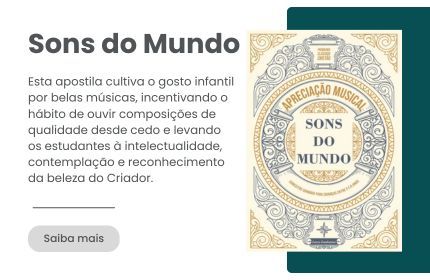 Sons do Mundo
Esta apostila cultiva o gosto infantil
por belas músicas, incentivando o
hábito de ouvir composições de
qualidade desde cedo e levando
os estudantes à intelectualidade,
contemplação e reconhecimento
da beleza do Criador.
Saiba mais
APRECIAÇÃO MUSICAL
SONS
DO
MUNDO